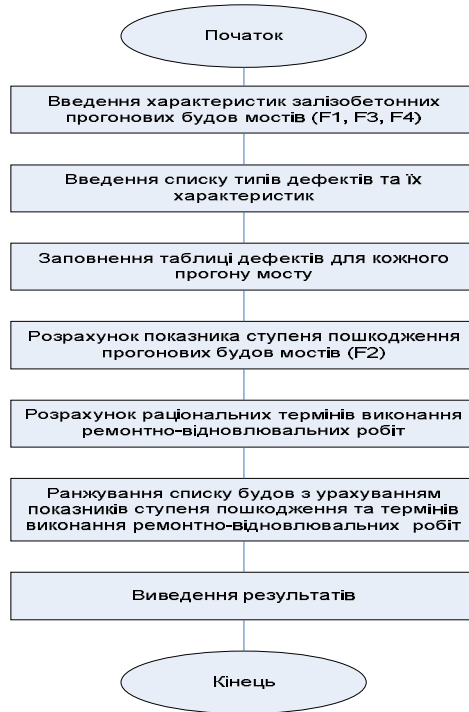 Початок
Введення характеристик залізобетонних
прогонових будов мостів (F1, F3, F4)
Введення списку типів дефектів та їх
характеристик
Заповнення таблиці дефектів для кожного
прогону мосту
Розрахунок показника ступеня пошкодження
прогонових будов мостів (F2)
Розрахунок раціональних термінів виконання
ремонтно-відновлювальних робіт
Ранжування списку будов з урахуванням
показників ступеня пошкодження та термінів
виконання ремонтно-відновлювальних робіт
Виведення результатів
Кінець